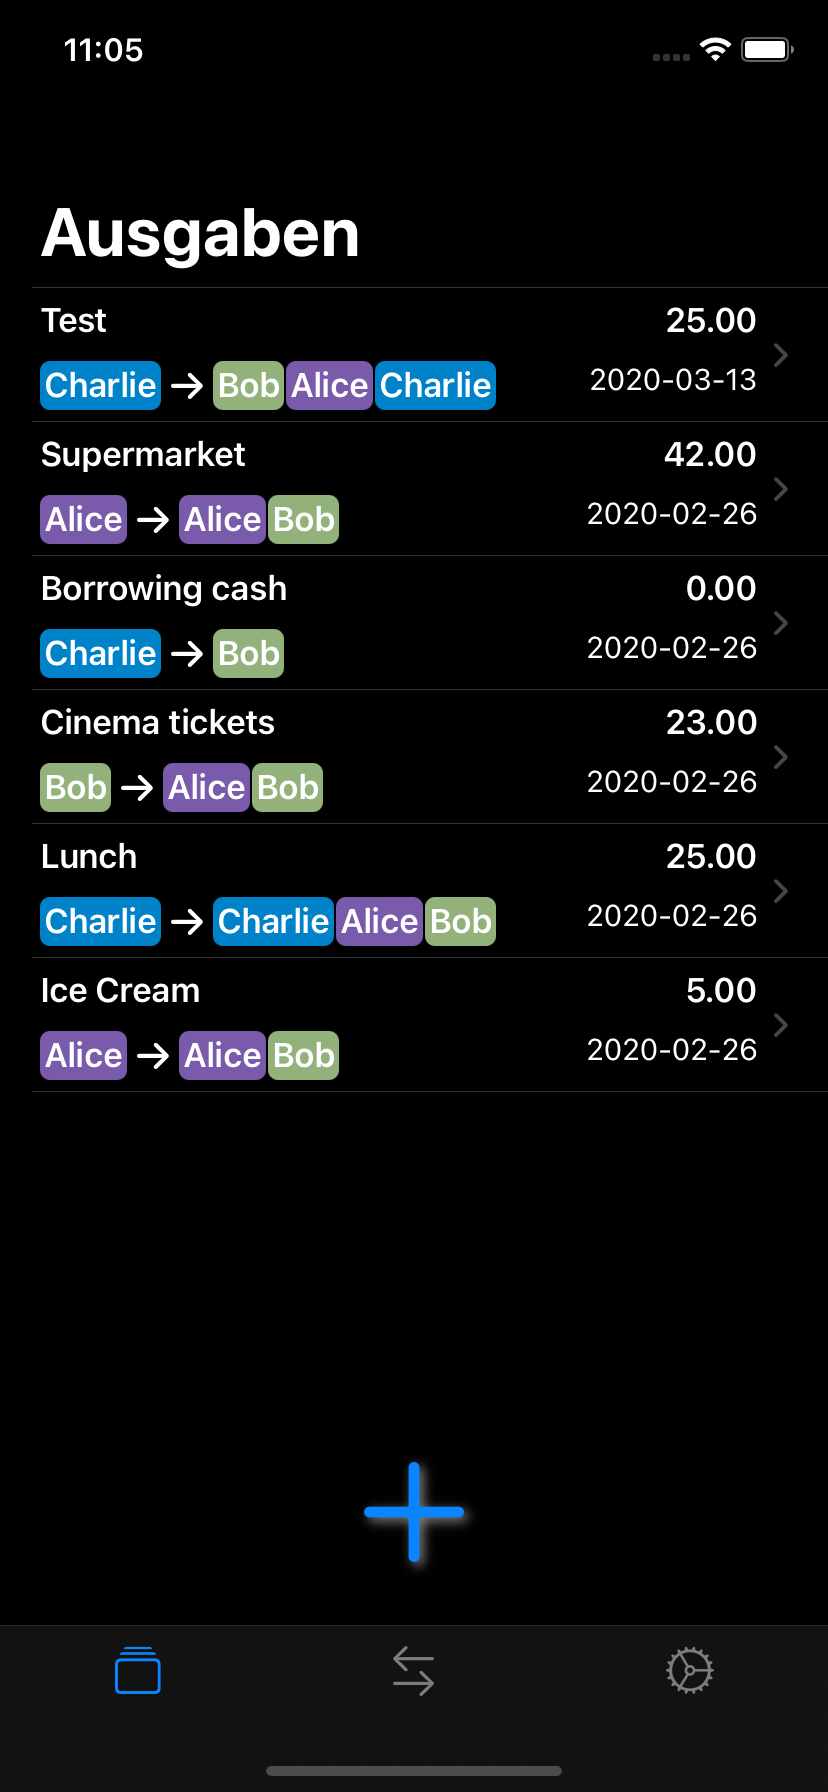 11:05
Ausgaben
Test 25.00
Charlie → Bob Alice Charlie 2020-03-13
Supermarket 42.00
Alice → Alice Bob 2020-02-26
Borrowing cash 0.00
Charlie → Bob 2020-02-26
Cinema tickets 23.00
Bob → Alice Bob 2020-02-26
Lunch 25.00
Charlie → Charlie Alice Bob 2020-02-26
Ice Cream 5.00
Alice → Alice Bob 2020-02-26